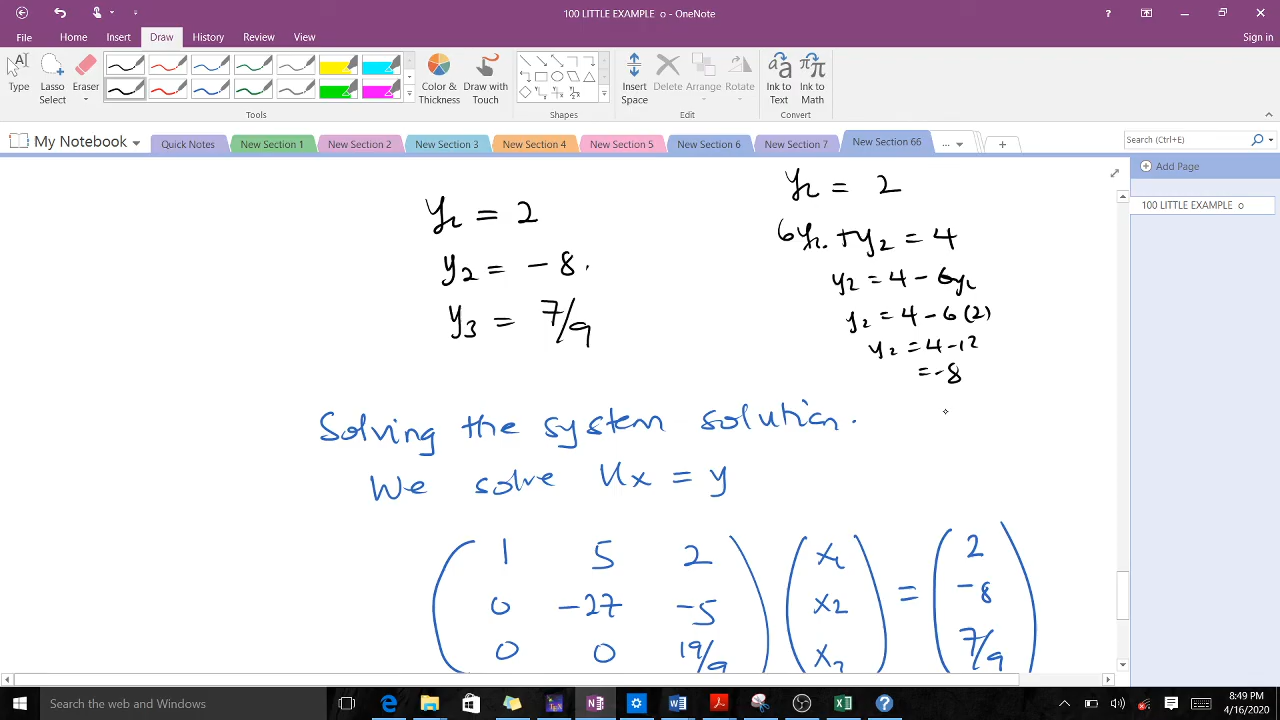 100 LITTLE EXAMPLE o - OneNote
Sign in
File Home Insert Draw History Review View
Type
Lasso Select
Eraser
Color & Thickness
Draw with Touch
Insert Space
Delete
Arrange
Rotate
Ink to Text
Ink to Math
Tools
Shapes
Edit
Convert
My Notebook
Quick Notes
New Section 1
New Section 2
New Section 3
New Section 4
New Section 5
New Section 6
New Section 7
New Section 66
...
Search (Ctrl+E)
Add Page
100 LITTLE EXAMPLE o
y₁ = 2
y₂ = -8.
y₃ = 7/9
y₁ = 2
6y₁. + y₂ = 4
y₂ = 4 - 6y₁
y₂ = 4 - 6(2)
y₂ = 4 - 12
= -8
Solving the system solution.
We solve Ux = y
1 5 2 x₁ = 2
0 -27 -5 x₂ -8
0 0 19/9 x₃ 7/9
Search the web and Windows
8:49 PM
4/16/2020